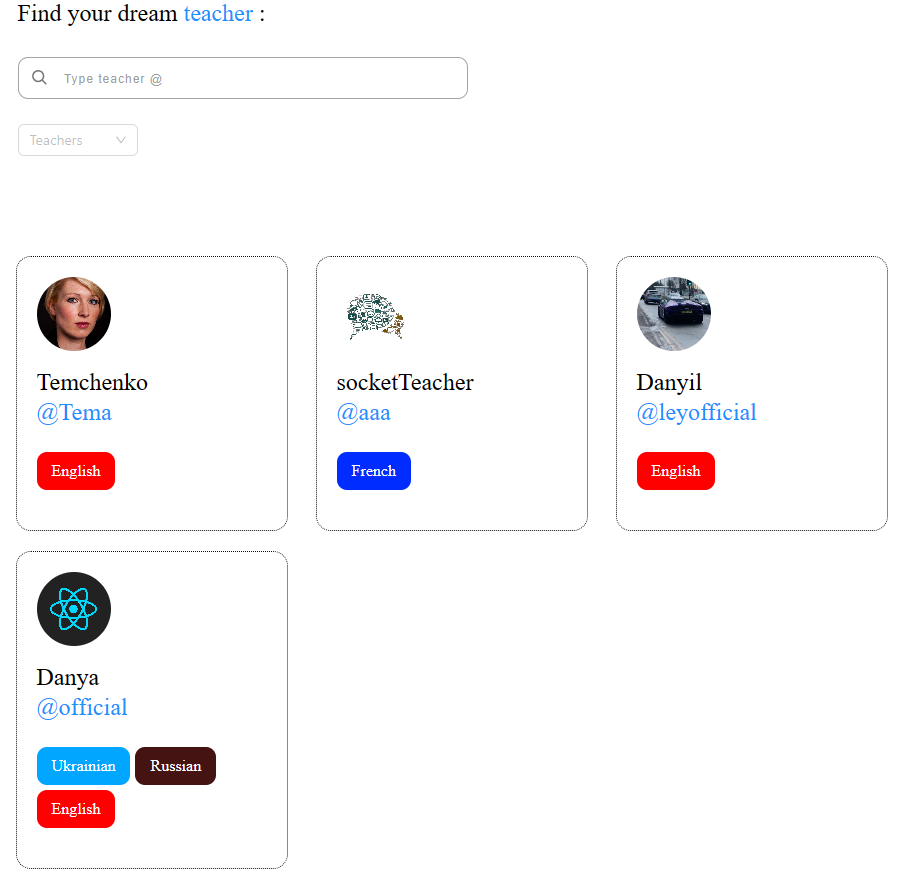 Find your dream teacher :
Type teacher @
Teachers
Temchenko
@Tema
English
socketTeacher
@aaa
French
Danyil
@leyofficial
English
Danya
@official
Ukrainian Russian
English